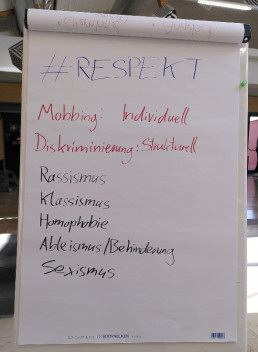 #RESPEKT
Mobbing: Individuell
Diskriminierung: Strukturell
Rassismus
Klassismus
Homophobie
Ableismus/Behinderung
Sexismus